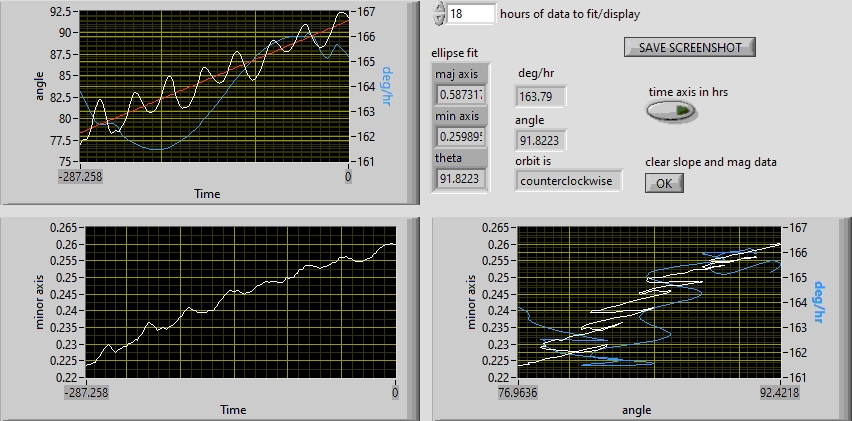 92.5
90
87.5
85
82.5
80
77.5
75
angle
167
166
165
164
163
162
161
deg/hr
-287.258
0
Time
18
hours of data to fit/display
SAVE SCREENSHOT
ellipse fit
maj axis
0.587317
min axis
0.25989
theta
91.8223
deg/hr
163.79
angle
91.8223
orbit is
counterclockwise
time axis in hrs
clear slope and mag data
OK
0.265
0.26
0.255
0.25
0.245
0.24
0.235
0.23
0.225
0.22
minor axis
-287.258
0
Time
0.265
0.26
0.255
0.25
0.245
0.24
0.235
0.23
0.225
0.22
minor axis
167
166
165
164
163
162
161
deg/hr
76.9636
92.4218
angle